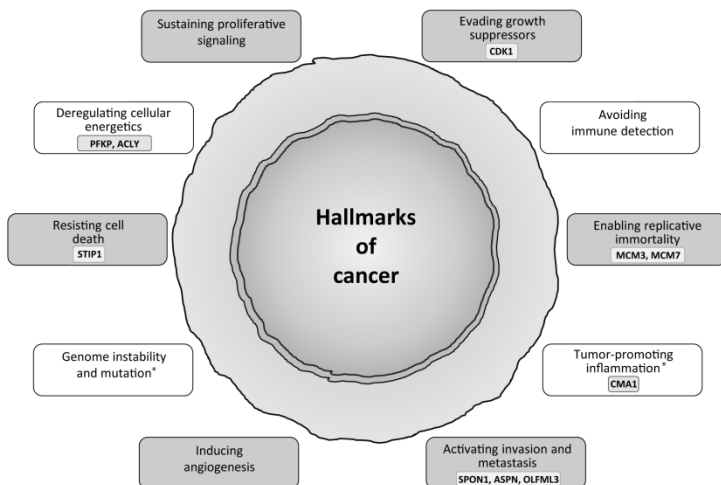 Sustaining proliferative
signaling
Evading growth
suppressors
CDK1
Deregulating cellular
energetics
PFKP, ACLY
Avoiding
immune detection
Resisting cell
death
STIP1
Hallmarks
of
cancer
Enabling replicative
immortality
MCM3, MCM7
Genome instability
and mutation*
Tumor-promoting
inflammation*
CMA1
Inducing
angiogenesis
Activating invasion and
metastasis
SPON1, ASPN, OLFML3